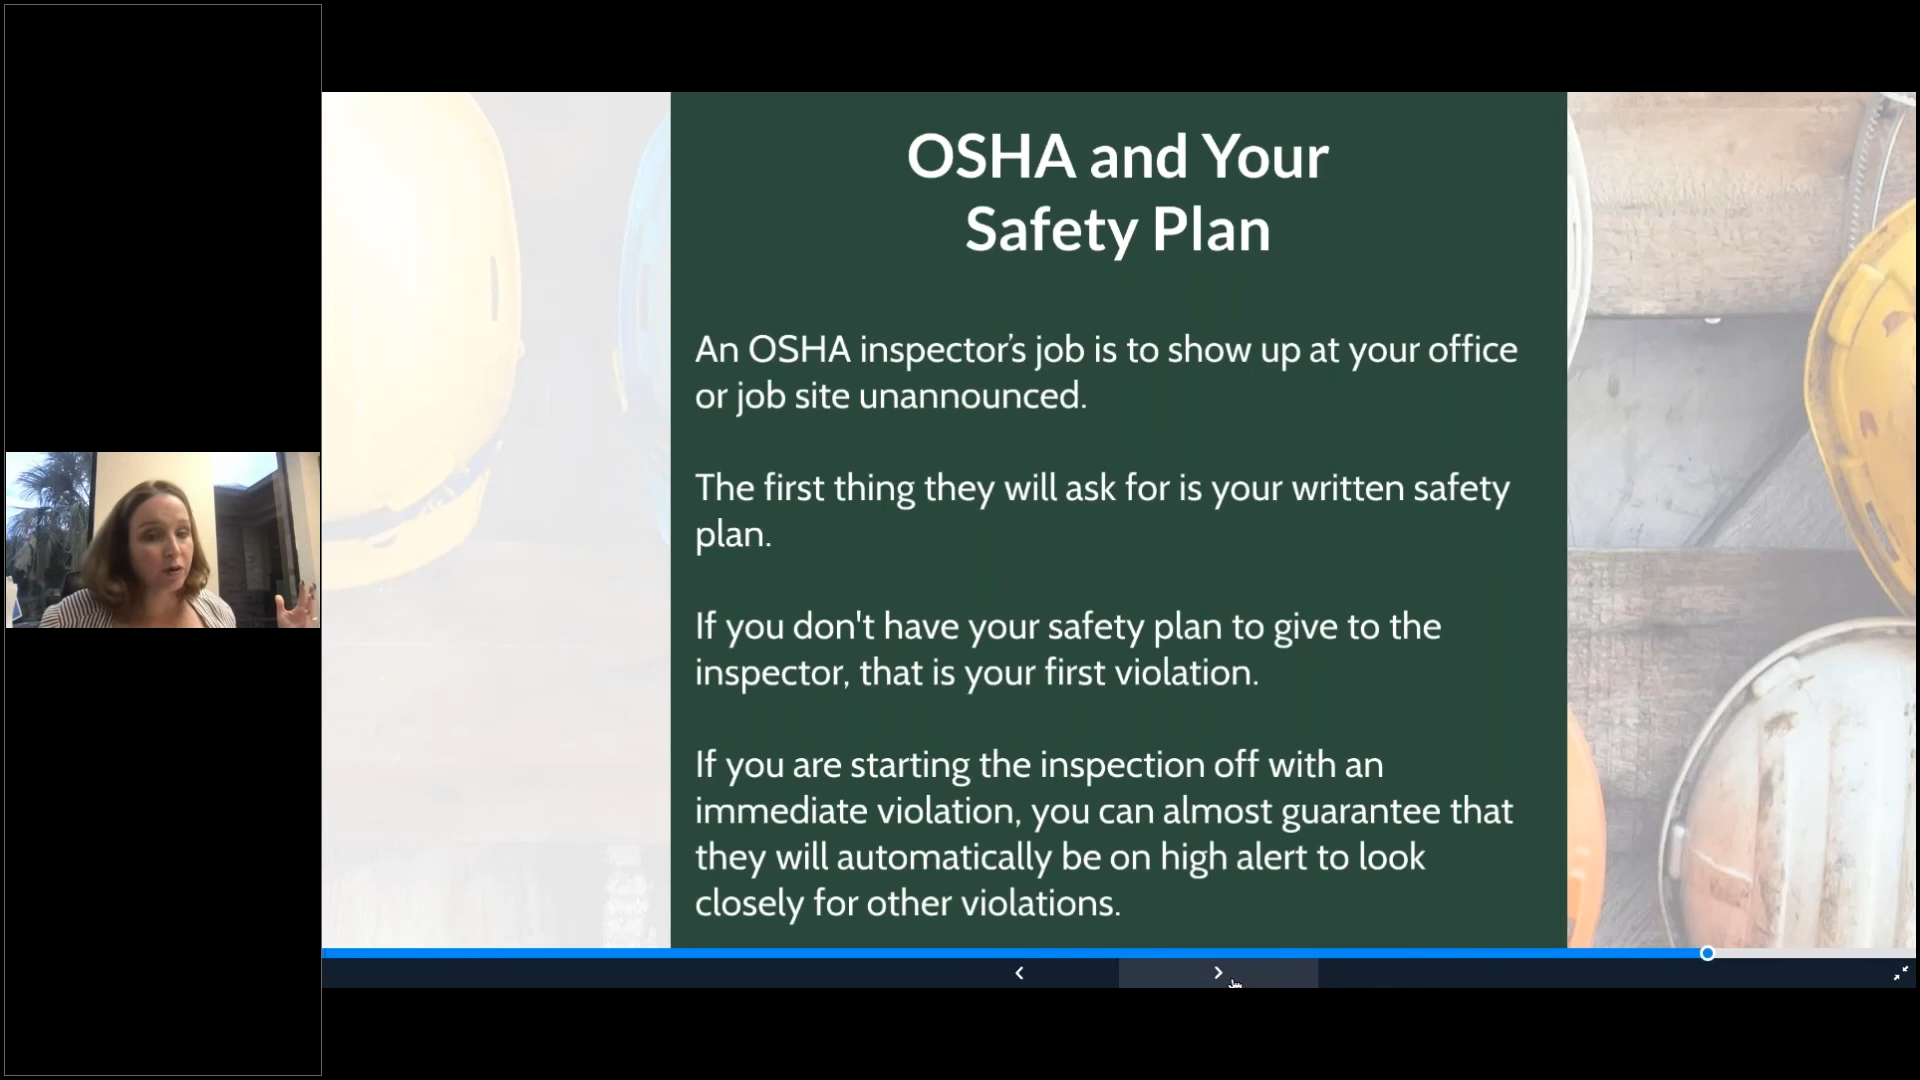 OSHA and Your
Safety Plan
An OSHA inspector’s job is to show up at your office
or job site unannounced.
The first thing they will ask for is your written safety
plan.
If you don't have your safety plan to give to the
inspector, that is your first violation.
If you are starting the inspection off with an
immediate violation, you can almost guarantee that
they will automatically be on high alert to look
closely for other violations.